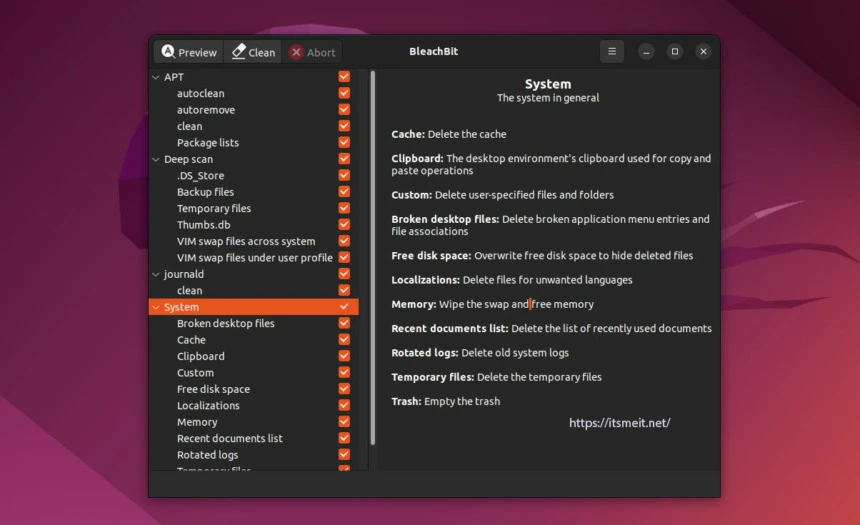 Preview Clean Abort BleachBit
APT
autoclean
autoremove
clean
Package lists
Deep scan
.DS_Store
Backup files
Temporary files
Thumbs.db
VIM swap files across system
VIM swap files under user profile
journald
clean
System
Broken desktop files
Cache
Clipboard
Custom
Free disk space
Localizations
Memory
Recent documents list
Rotated logs
Temporary files
System
The system in general
Cache: Delete the cache
Clipboard: The desktop environment's clipboard used for copy and
paste operations
Custom: Delete user-specified files and folders
Broken desktop files: Delete broken application menu entries and
file associations
Free disk space: Overwrite free disk space to hide deleted files
Localizations: Delete files for unwanted languages
Memory: Wipe the swap and free memory
Recent documents list: Delete the list of recently used documents
Rotated logs: Delete old system logs
Temporary files: Delete the temporary files
Trash: Empty the trash
https://itsmeit.net/